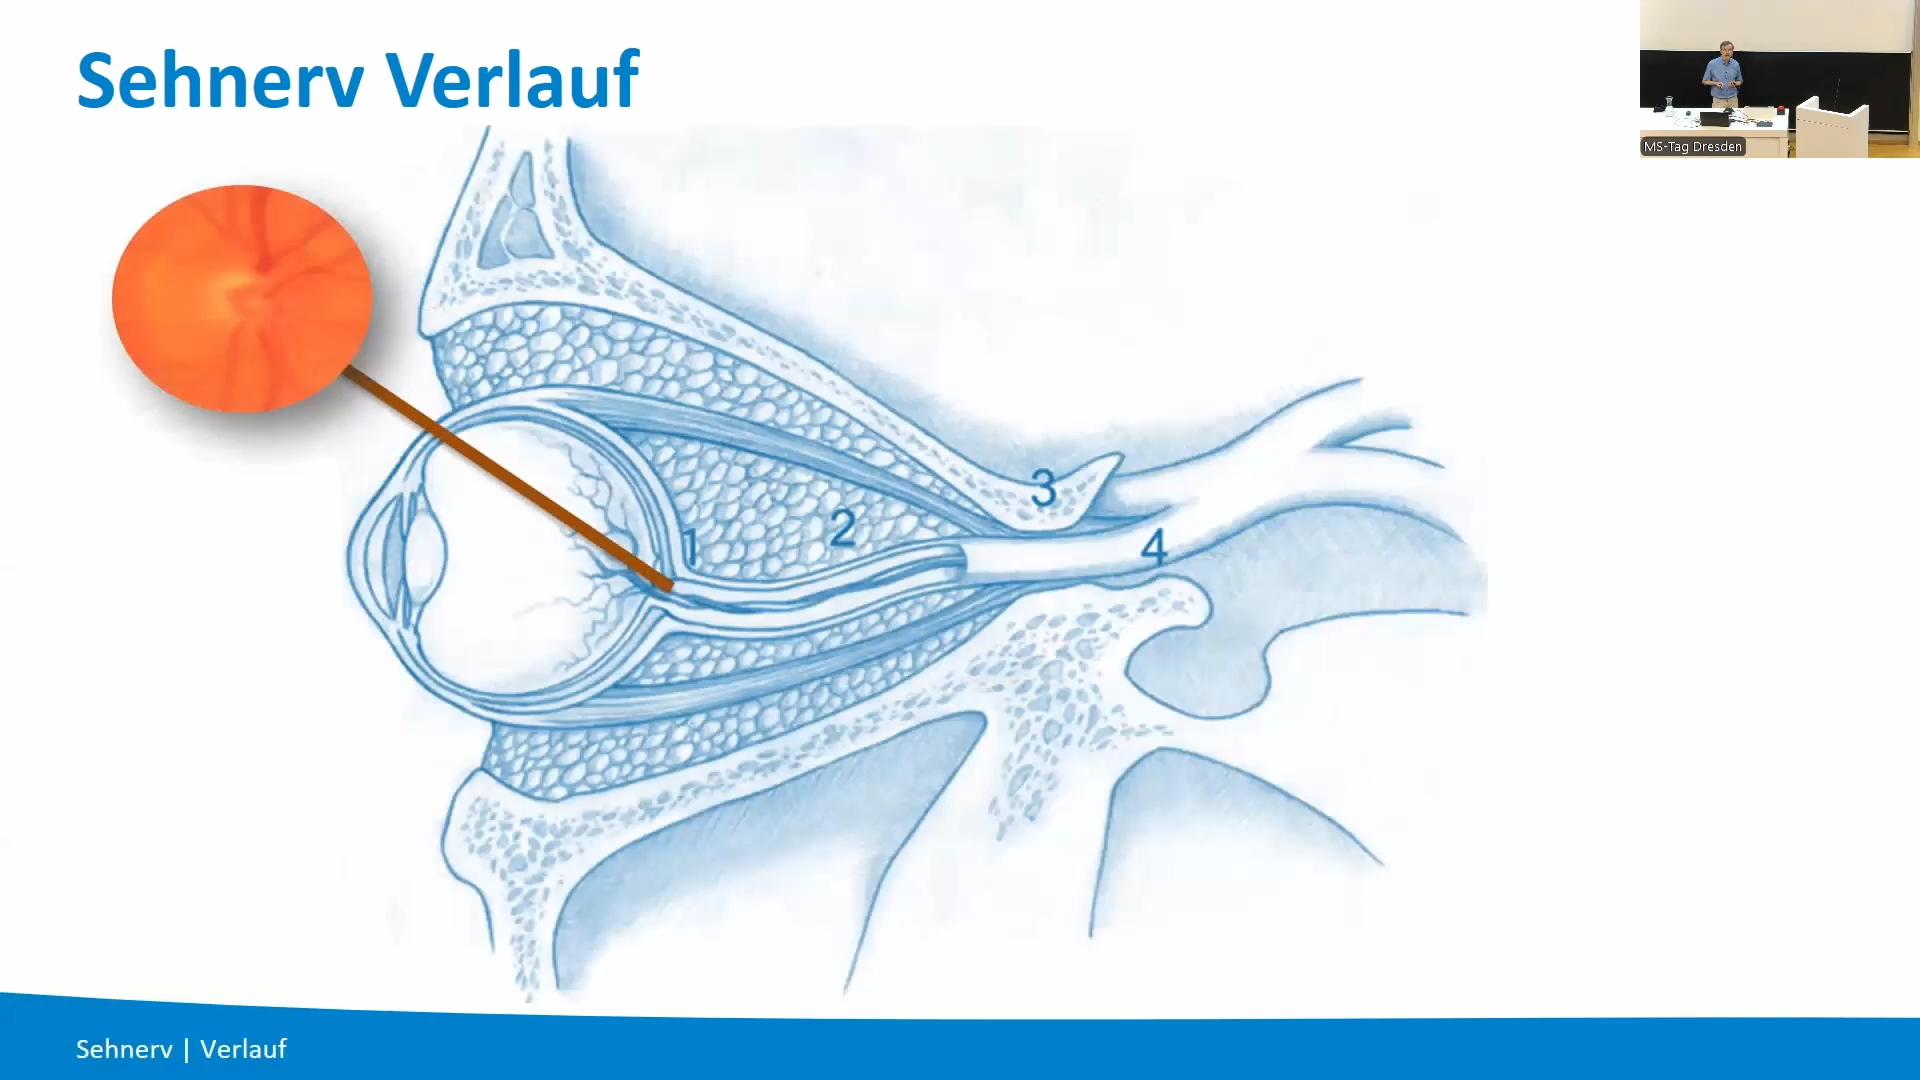 Sehnerv Verlauf
MS-Tag Dresden
1
2
3
4
Sehnerv | Verlauf